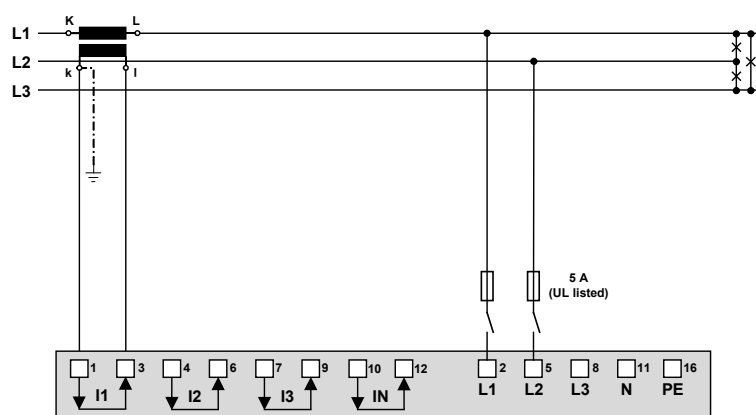 K L
L1
L2
k l
L3
5 A
(UL listed)
1 3 4 6 7 9 10 12 2 5 8 11 16
I1 I2 I3 IN L1 L2 L3 N PE